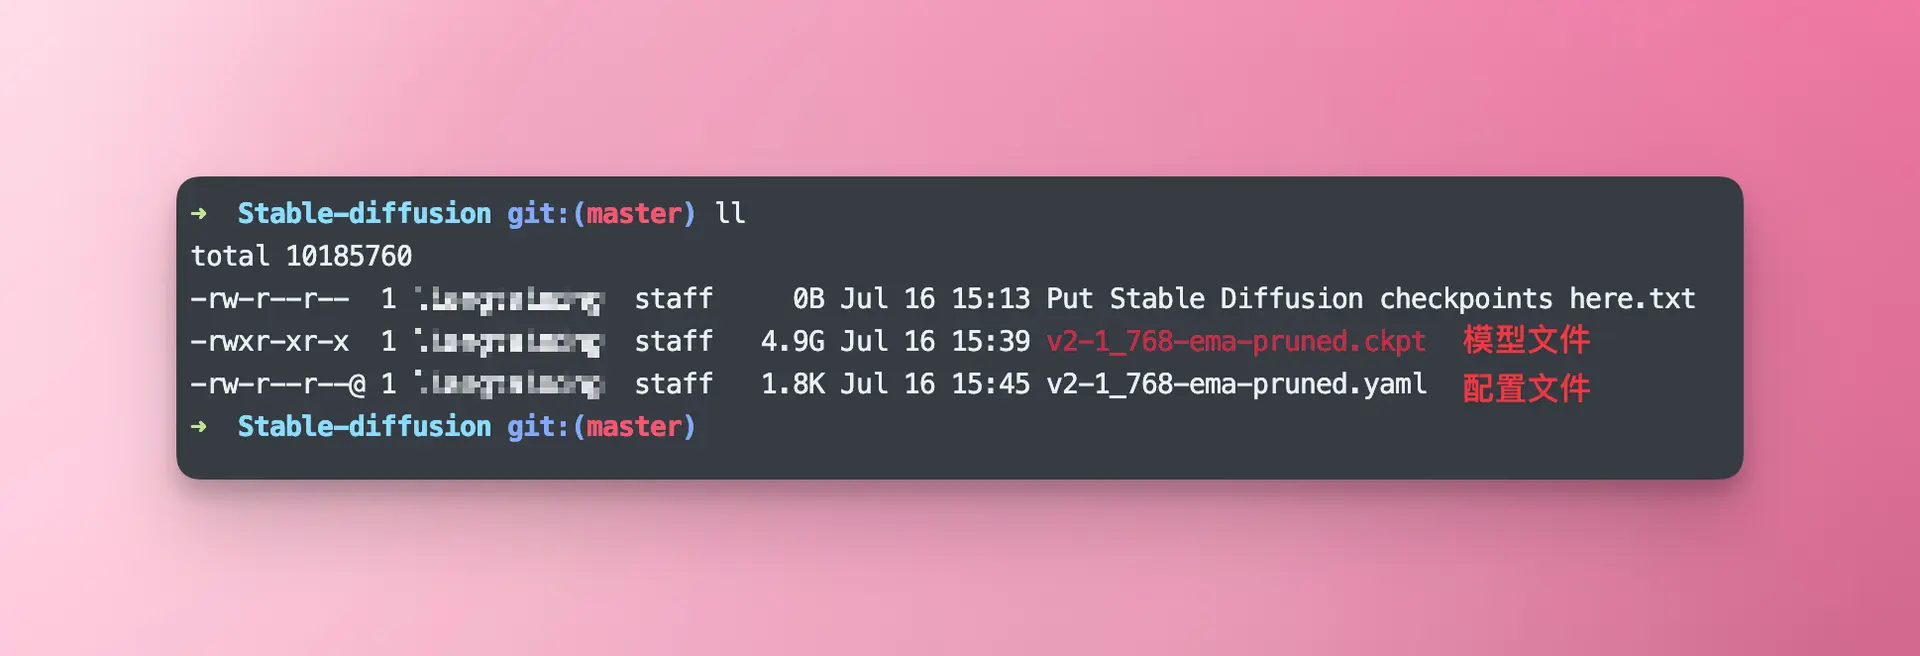 ➜ Stable-diffusion git:(master) ll
total 10185760
-rw-r--r-- 1 staff 0B Jul 16 15:13 Put Stable Diffusion checkpoints here.txt
-rwxr-xr-x 1 staff 4.9G Jul 16 15:39 v2-1_768-ema-pruned.ckpt 模型文件
-rw-r--r--@ 1 staff 1.8K Jul 16 15:45 v2-1_768-ema-pruned.yaml 配置文件
➜ Stable-diffusion git:(master)